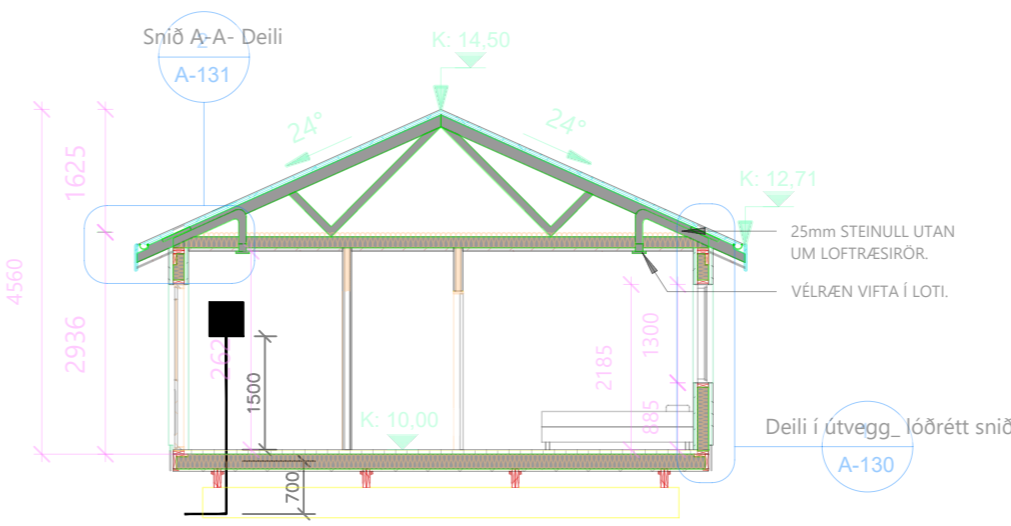 Snið A-A- Deili
2
A-131
K: 14,50
24°
24°
K: 12,71
1625
4560
2936
25mm STEINULL UTAN
UM LOFTRÆSIRÖR.
VÉLRÆN VIFTA Í LOTI.
1300
2185
1500
885
K: 10,00
700
Deili í útvegg_ lóðrétt snið
A-130